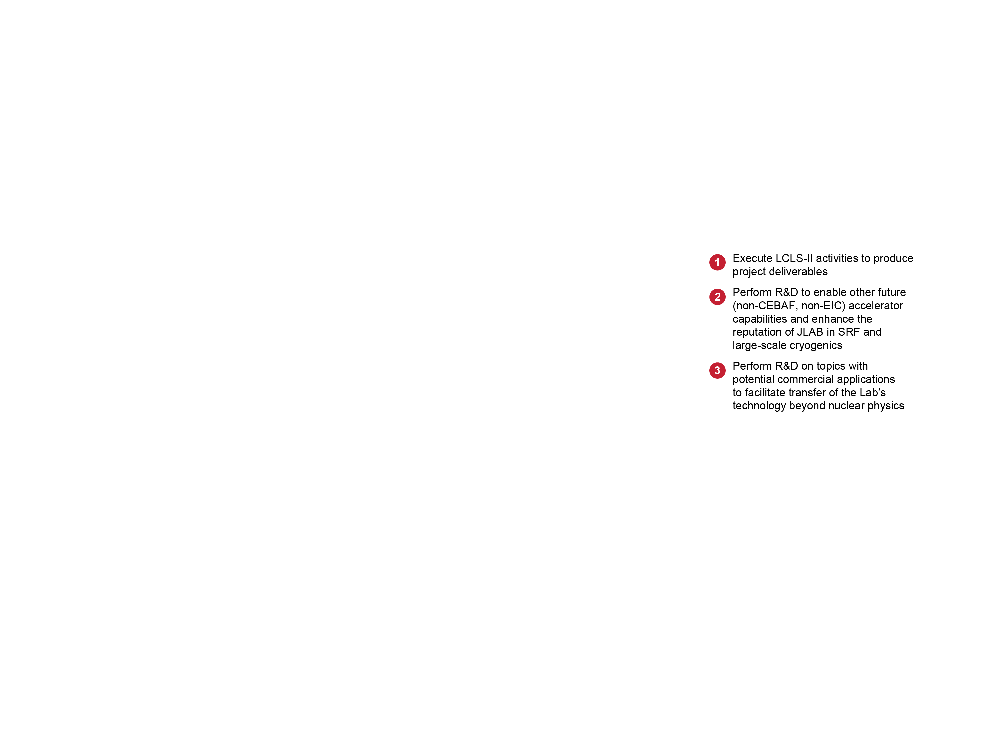 1 Execute LCLS-II activities to produce
project deliverables
2 Perform R&D to enable other future
(non-CEBAF, non-EIC) accelerator
capabilities and enhance the
reputation of JLAB in SRF and
large-scale cryogenics
3 Perform R&D on topics with
potential commercial applications
to facilitate transfer of the Lab’s
technology beyond nuclear physics